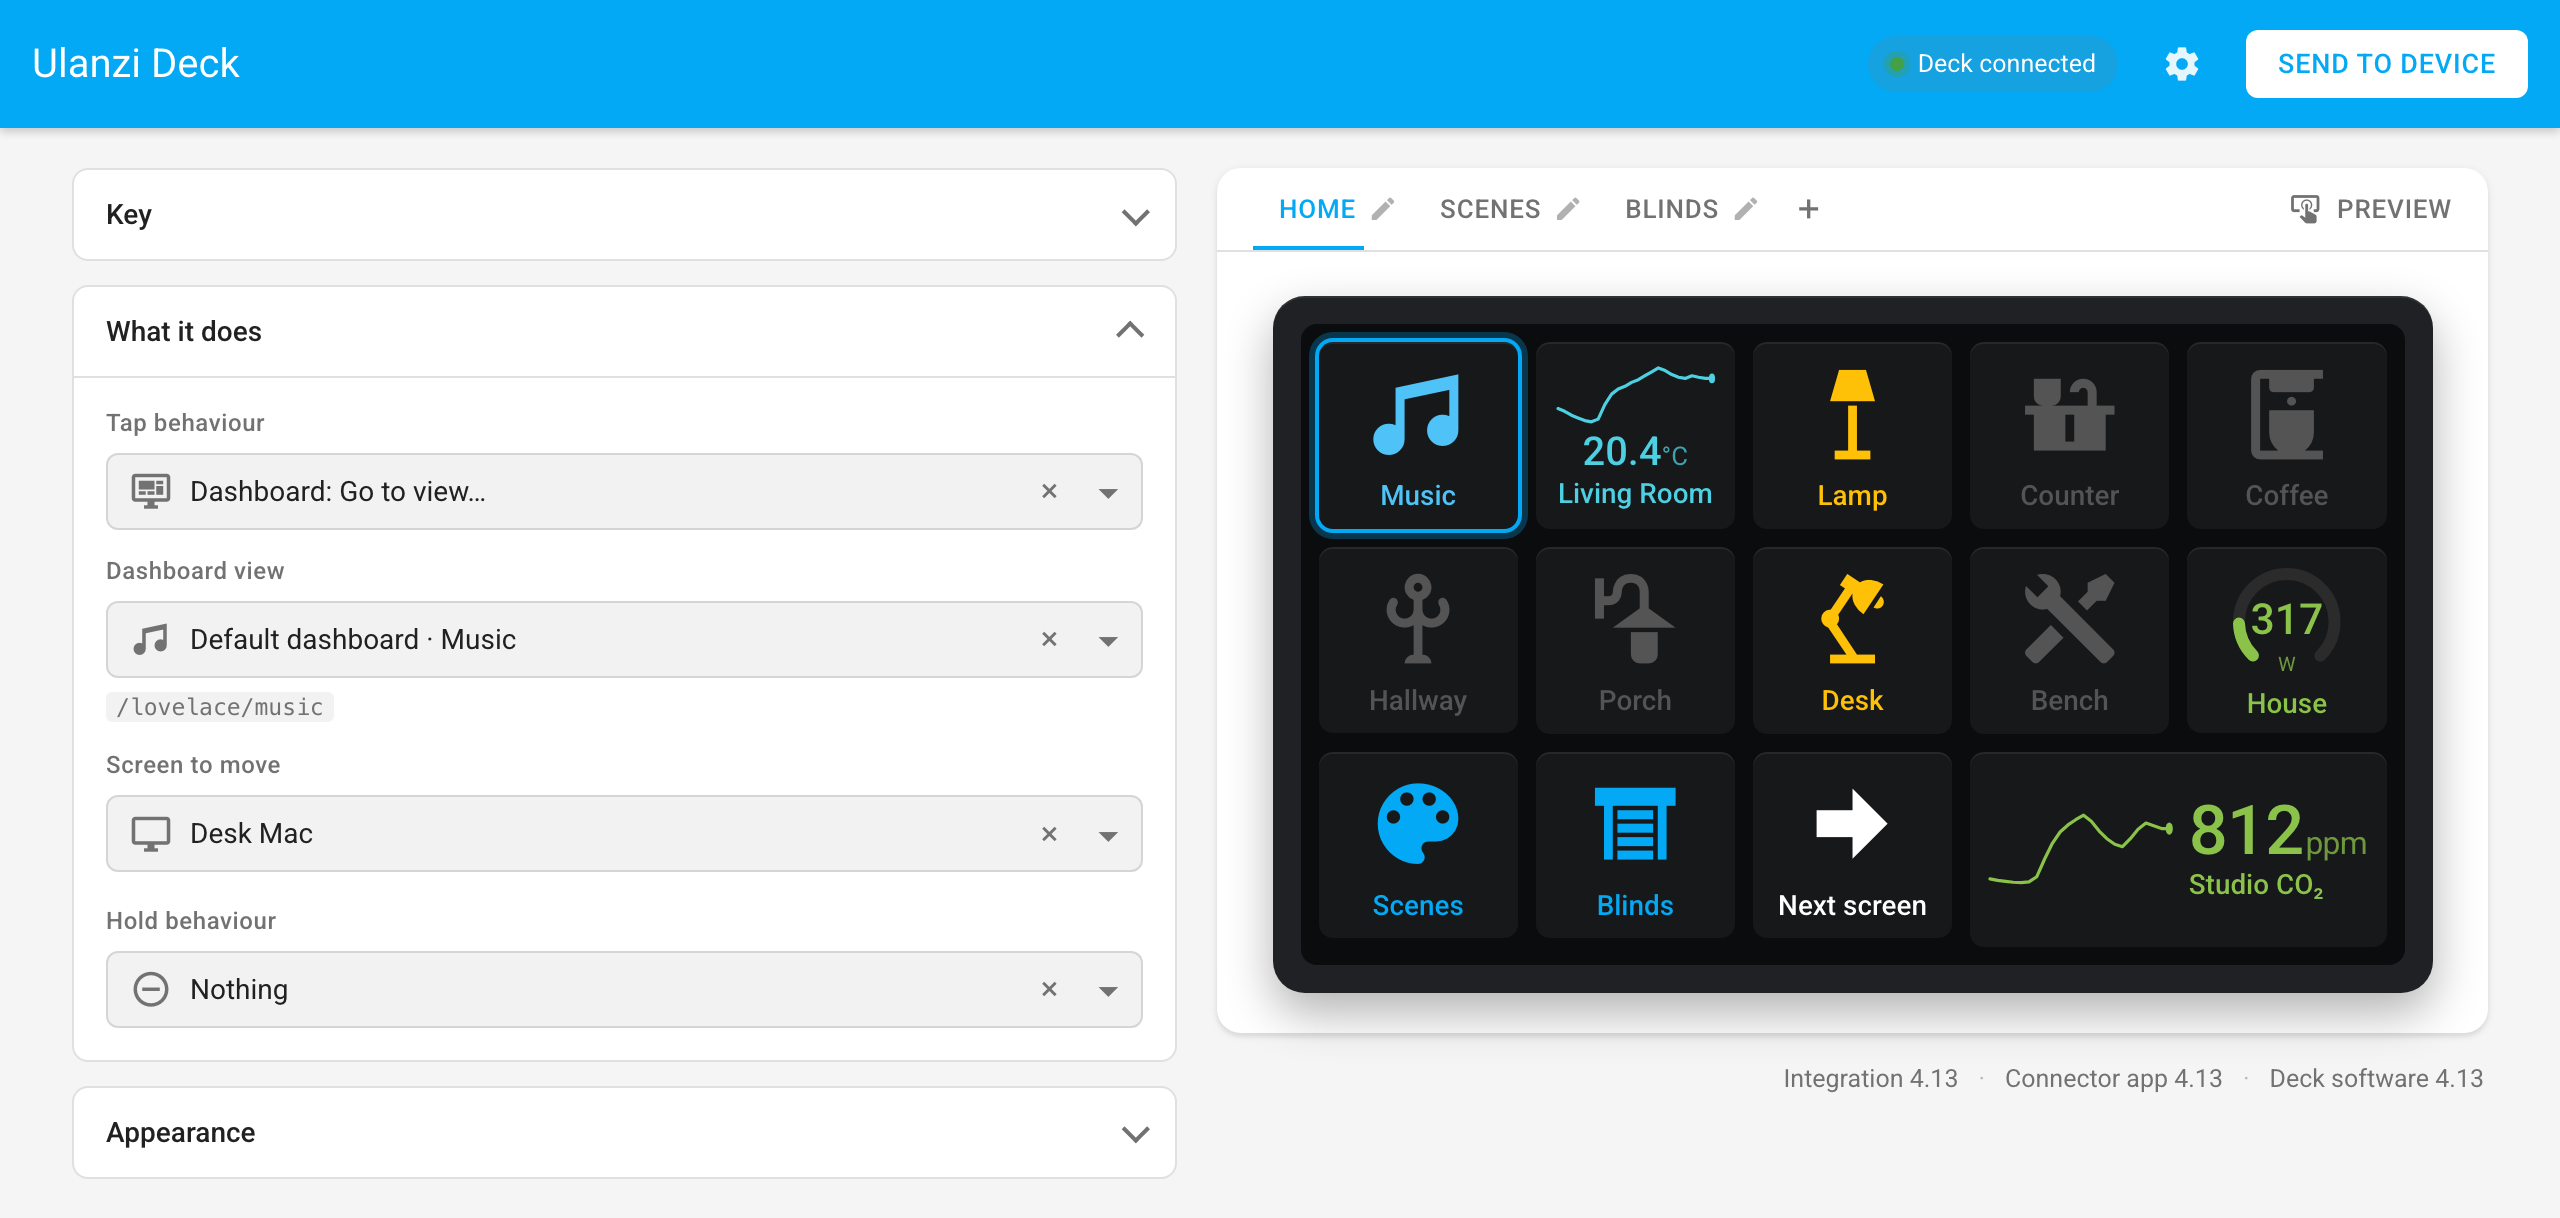 Ulanzi Deck
Deck connected
SEND TO DEVICE
Key
What it does
Tap behaviour
Dashboard: Go to view...
Dashboard view
Default dashboard · Music
/lovelace/music
Screen to move
Desk Mac
Hold behaviour
Nothing
Appearance
HOME
SCENES
BLINDS
+
PREVIEW
Music
20.4°C
Living Room
Lamp
Counter
Coffee
Hallway
Porch
Desk
Bench
317
W
House
Scenes
Blinds
Next screen
812ppm
Studio CO₂
Integration 4.13 · Connector app 4.13 · Deck software 4.13